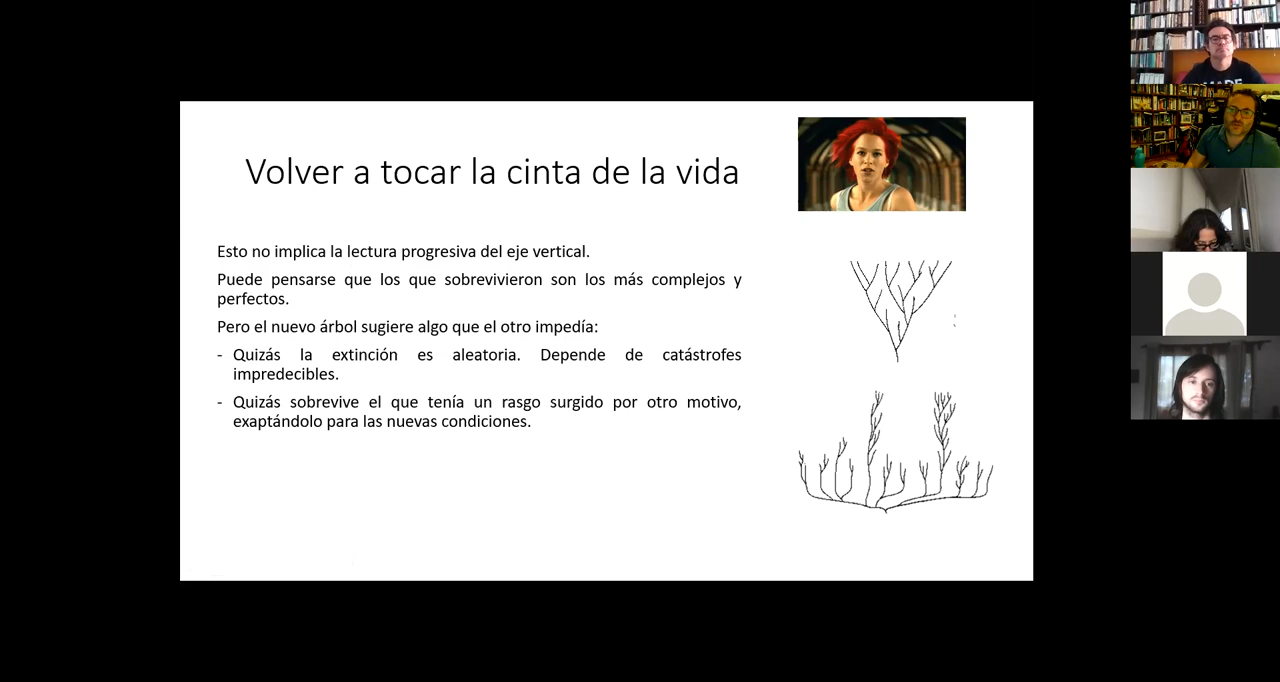 Volver a tocar la cinta de la vida
Esto no implica la lectura progresiva del eje vertical.
Puede pensarse que los que sobrevivieron son los más complejos y
perfectos.
Pero el nuevo árbol sugiere algo que el otro impedía:
- Quizás la extinción es aleatoria. Depende de catástrofes
impredecibles.
- Quizás sobrevive el que tenía un rasgo surgido por otro motivo,
exaptándolo para las nuevas condiciones.